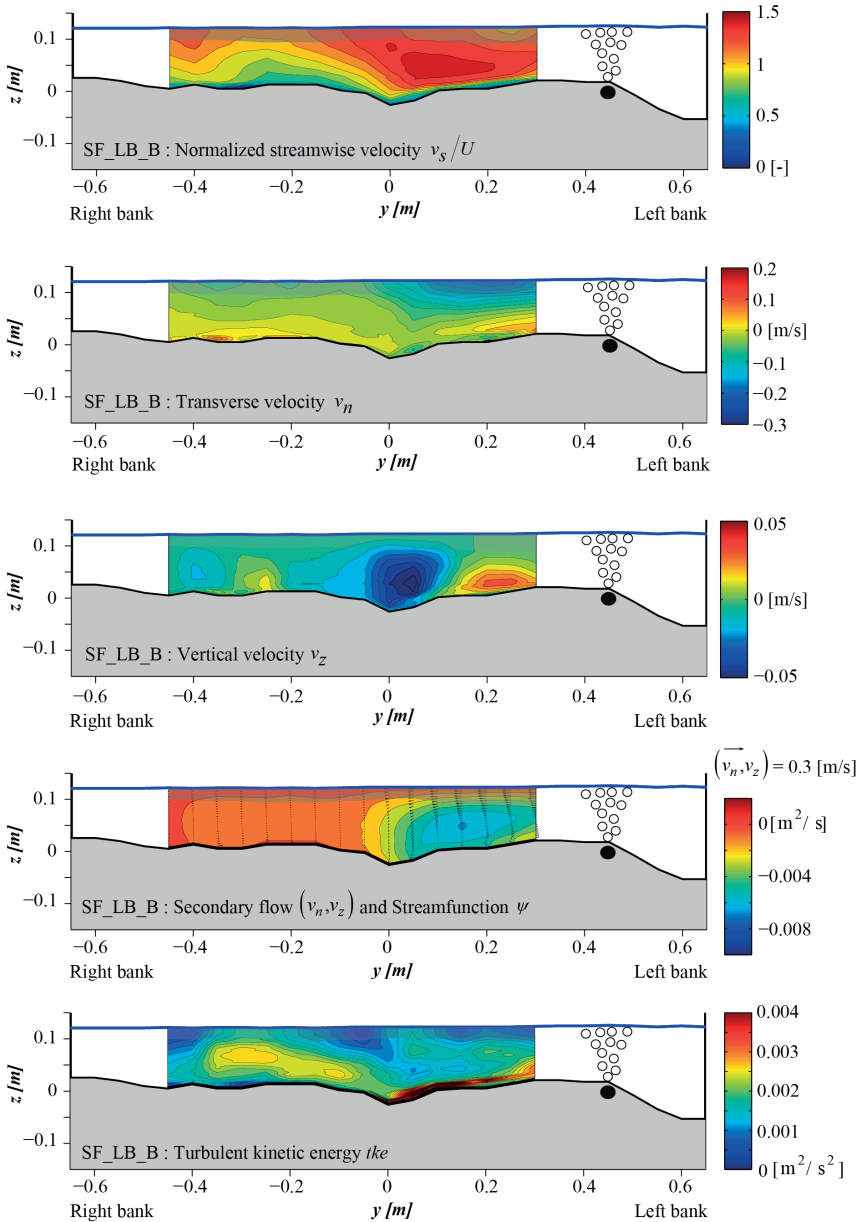 0.1
0
−0.1
z [m]
SF_LB_B : Normalized streamwise velocity v_s/U
1.5
1
0.5
0 [-]
−0.6 −0.4 −0.2 0 0.2 0.4 0.6
Right bank y [m] Left bank
0.1
0
−0.1
z [m]
SF_LB_B : Transverse velocity v_n
0.2
0.1
0 [m/s]
−0.1
−0.2
−0.3
−0.6 −0.4 −0.2 0 0.2 0.4 0.6
Right bank y [m] Left bank
0.1
0
−0.1
z [m]
SF_LB_B : Vertical velocity v_z
0.05
0 [m/s]
−0.05
−0.6 −0.4 −0.2 0 0.2 0.4 0.6
Right bank y [m] Left bank
(v_n,v_z) = 0.3 [m/s]
0.1
0
−0.1
z [m]
SF_LB_B : Secondary flow (v_n,v_z) and Streamfunction ψ
0 [m²/ s]
−0.004
−0.008
−0.6 −0.4 −0.2 0 0.2 0.4 0.6
Right bank y [m] Left bank
0.1
0
−0.1
z [m]
SF_LB_B : Turbulent kinetic energy tke
0.004
0.003
0.002
0.001
0 [m²/ s²]
−0.6 −0.4 −0.2 0 0.2 0.4 0.6
Right bank y [m] Left bank